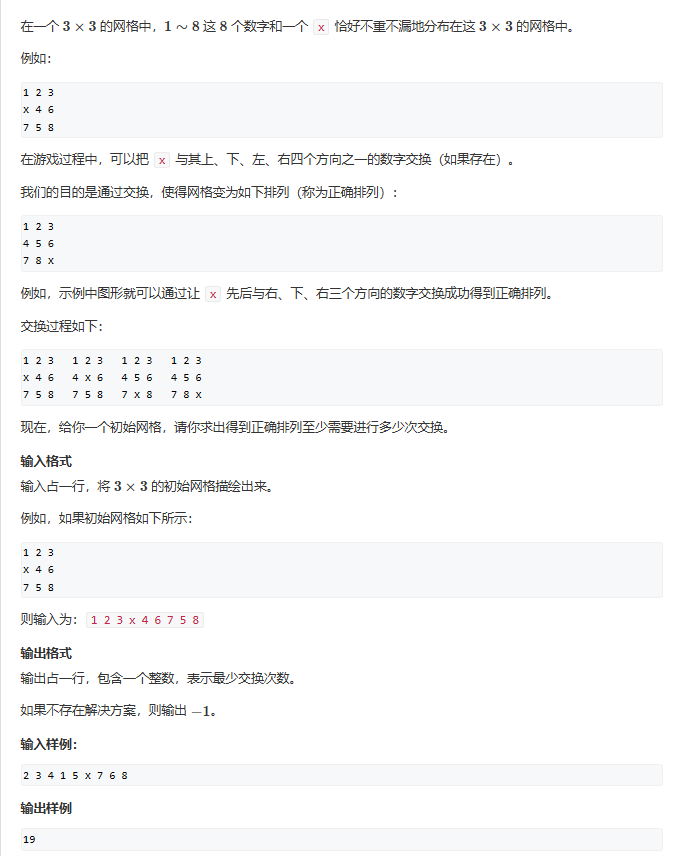 在一个 3 × 3 的网格中，1 ∼ 8 这 8 个数字和一个 x 恰好不重不漏地分布在这 3 × 3 的网格中。
例如：
1 2 3
x 4 6
7 5 8
在游戏过程中，可以把 x 与其上、下、左、右四个方向之一的数字交换（如果存在）。
我们的目的是通过交换，使得网格变为如下排列（称为正确排列）：
1 2 3
4 5 6
7 8 x
例如，示例中图形就可以通过让 x 先后与右、下、右三个方向的数字交换成功得到正确排列。
交换过程如下：
1 2 3   1 2 3   1 2 3   1 2 3
x 4 6   4 x 6   4 5 6   4 5 6
7 5 8   7 5 8   7 x 8   7 8 x
现在，给你一个初始网格，请你求出得到正确排列至少需要进行多少次交换。
输入格式
输入占一行，将 3 × 3 的初始网格描绘出来。
例如，如果初始网格如下所示：
1 2 3
x 4 6
7 5 8
则输入为：1 2 3 x 4 6 7 5 8
输出格式
输出占一行，包含一个整数，表示最少交换次数。
如果不存在解决方案，则输出 −1。
输入样例：
2 3 4 1 5 x 7 6 8
输出样例
19